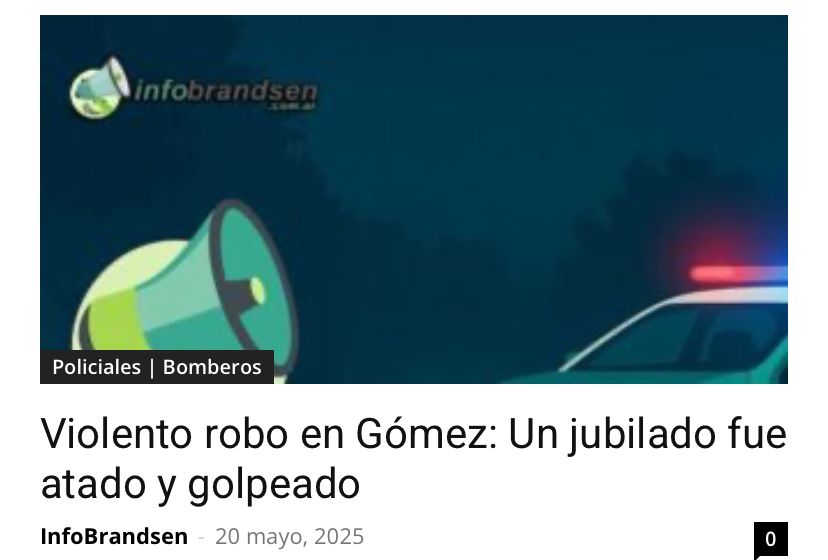 infobrandsen
.com.ar
Policiales | Bomberos
Violento robo en Gómez: Un jubilado fue
atado y golpeado
InfoBrandsen - 20 mayo, 2025
0